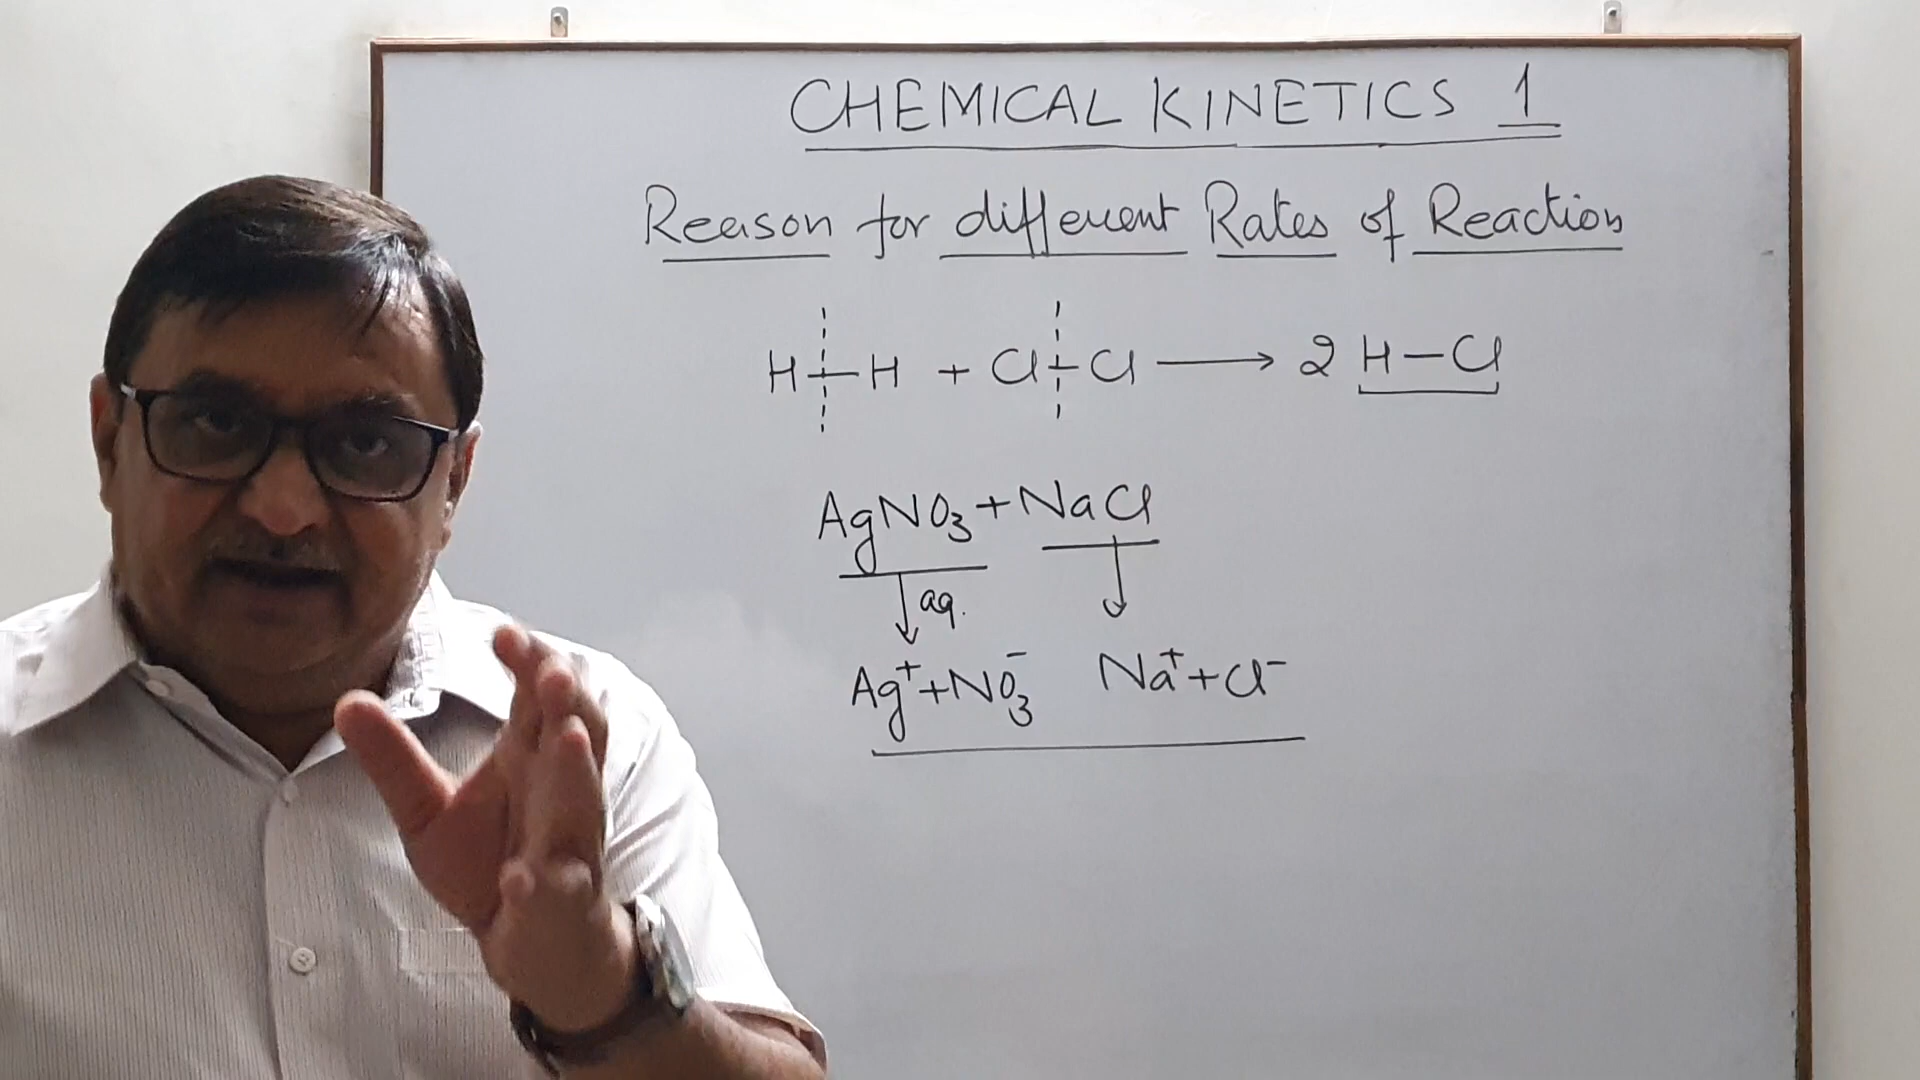 CHEMICAL KINETICS 1
Reason for different Rates of Reaction
H-H + Cl-Cl → 2 H-Cl
AgNO₃ + NaCl
↓ aq. ↓
Ag⁺ + NO₃⁻ Na⁺ + Cl⁻